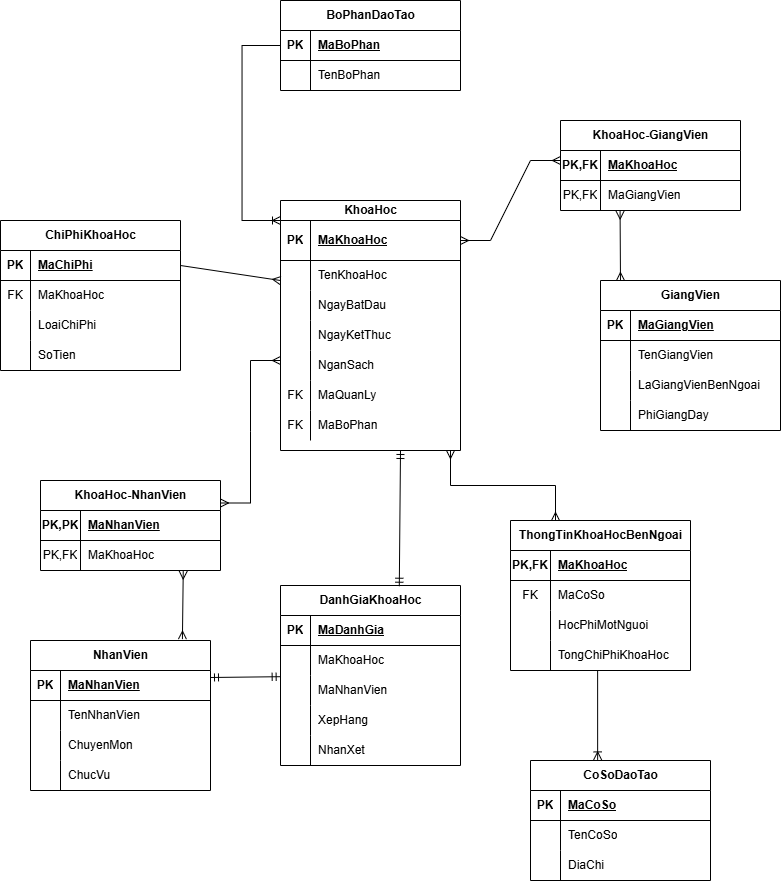 BoPhanDaoTao
PK MaBoPhan
TenBoPhan
KhoaHoc-GiangVien
PK,FK MaKhoaHoc
PK,FK MaGiangVien
KhoaHoc
PK MaKhoaHoc
TenKhoaHoc
NgayBatDau
NgayKetThuc
NganSach
FK MaQuanLy
FK MaBoPhan
ChiPhiKhoaHoc
PK MaChiPhi
FK MaKhoaHoc
LoaiChiPhi
SoTien
GiangVien
PK MaGiangVien
TenGiangVien
LaGiangVienBenNgoai
PhiGiangDay
KhoaHoc-NhanVien
PK,PK MaNhanVien
PK,FK MaKhoaHoc
ThongTinKhoaHocBenNgoai
PK,FK MaKhoaHoc
FK MaCoSo
HocPhiMotNguoi
TongChiPhiKhoaHoc
DanhGiaKhoaHoc
PK MaDanhGia
MaKhoaHoc
MaNhanVien
XepHang
NhanXet
NhanVien
PK MaNhanVien
TenNhanVien
ChuyenMon
ChucVu
CoSoDaoTao
PK MaCoSo
TenCoSo
DiaChi